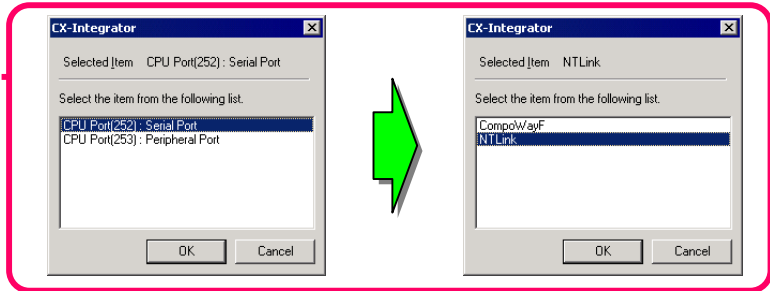 CX-Integrator
Selected Item CPU Port(252) : Serial Port
Select the item from the following list.
CPU Port(252) : Serial Port
CPU Port(253) : Peripheral Port
OK Cancel
CX-Integrator
Selected Item NTLink
Select the item from the following list.
CompoWayF
NTLink
OK Cancel